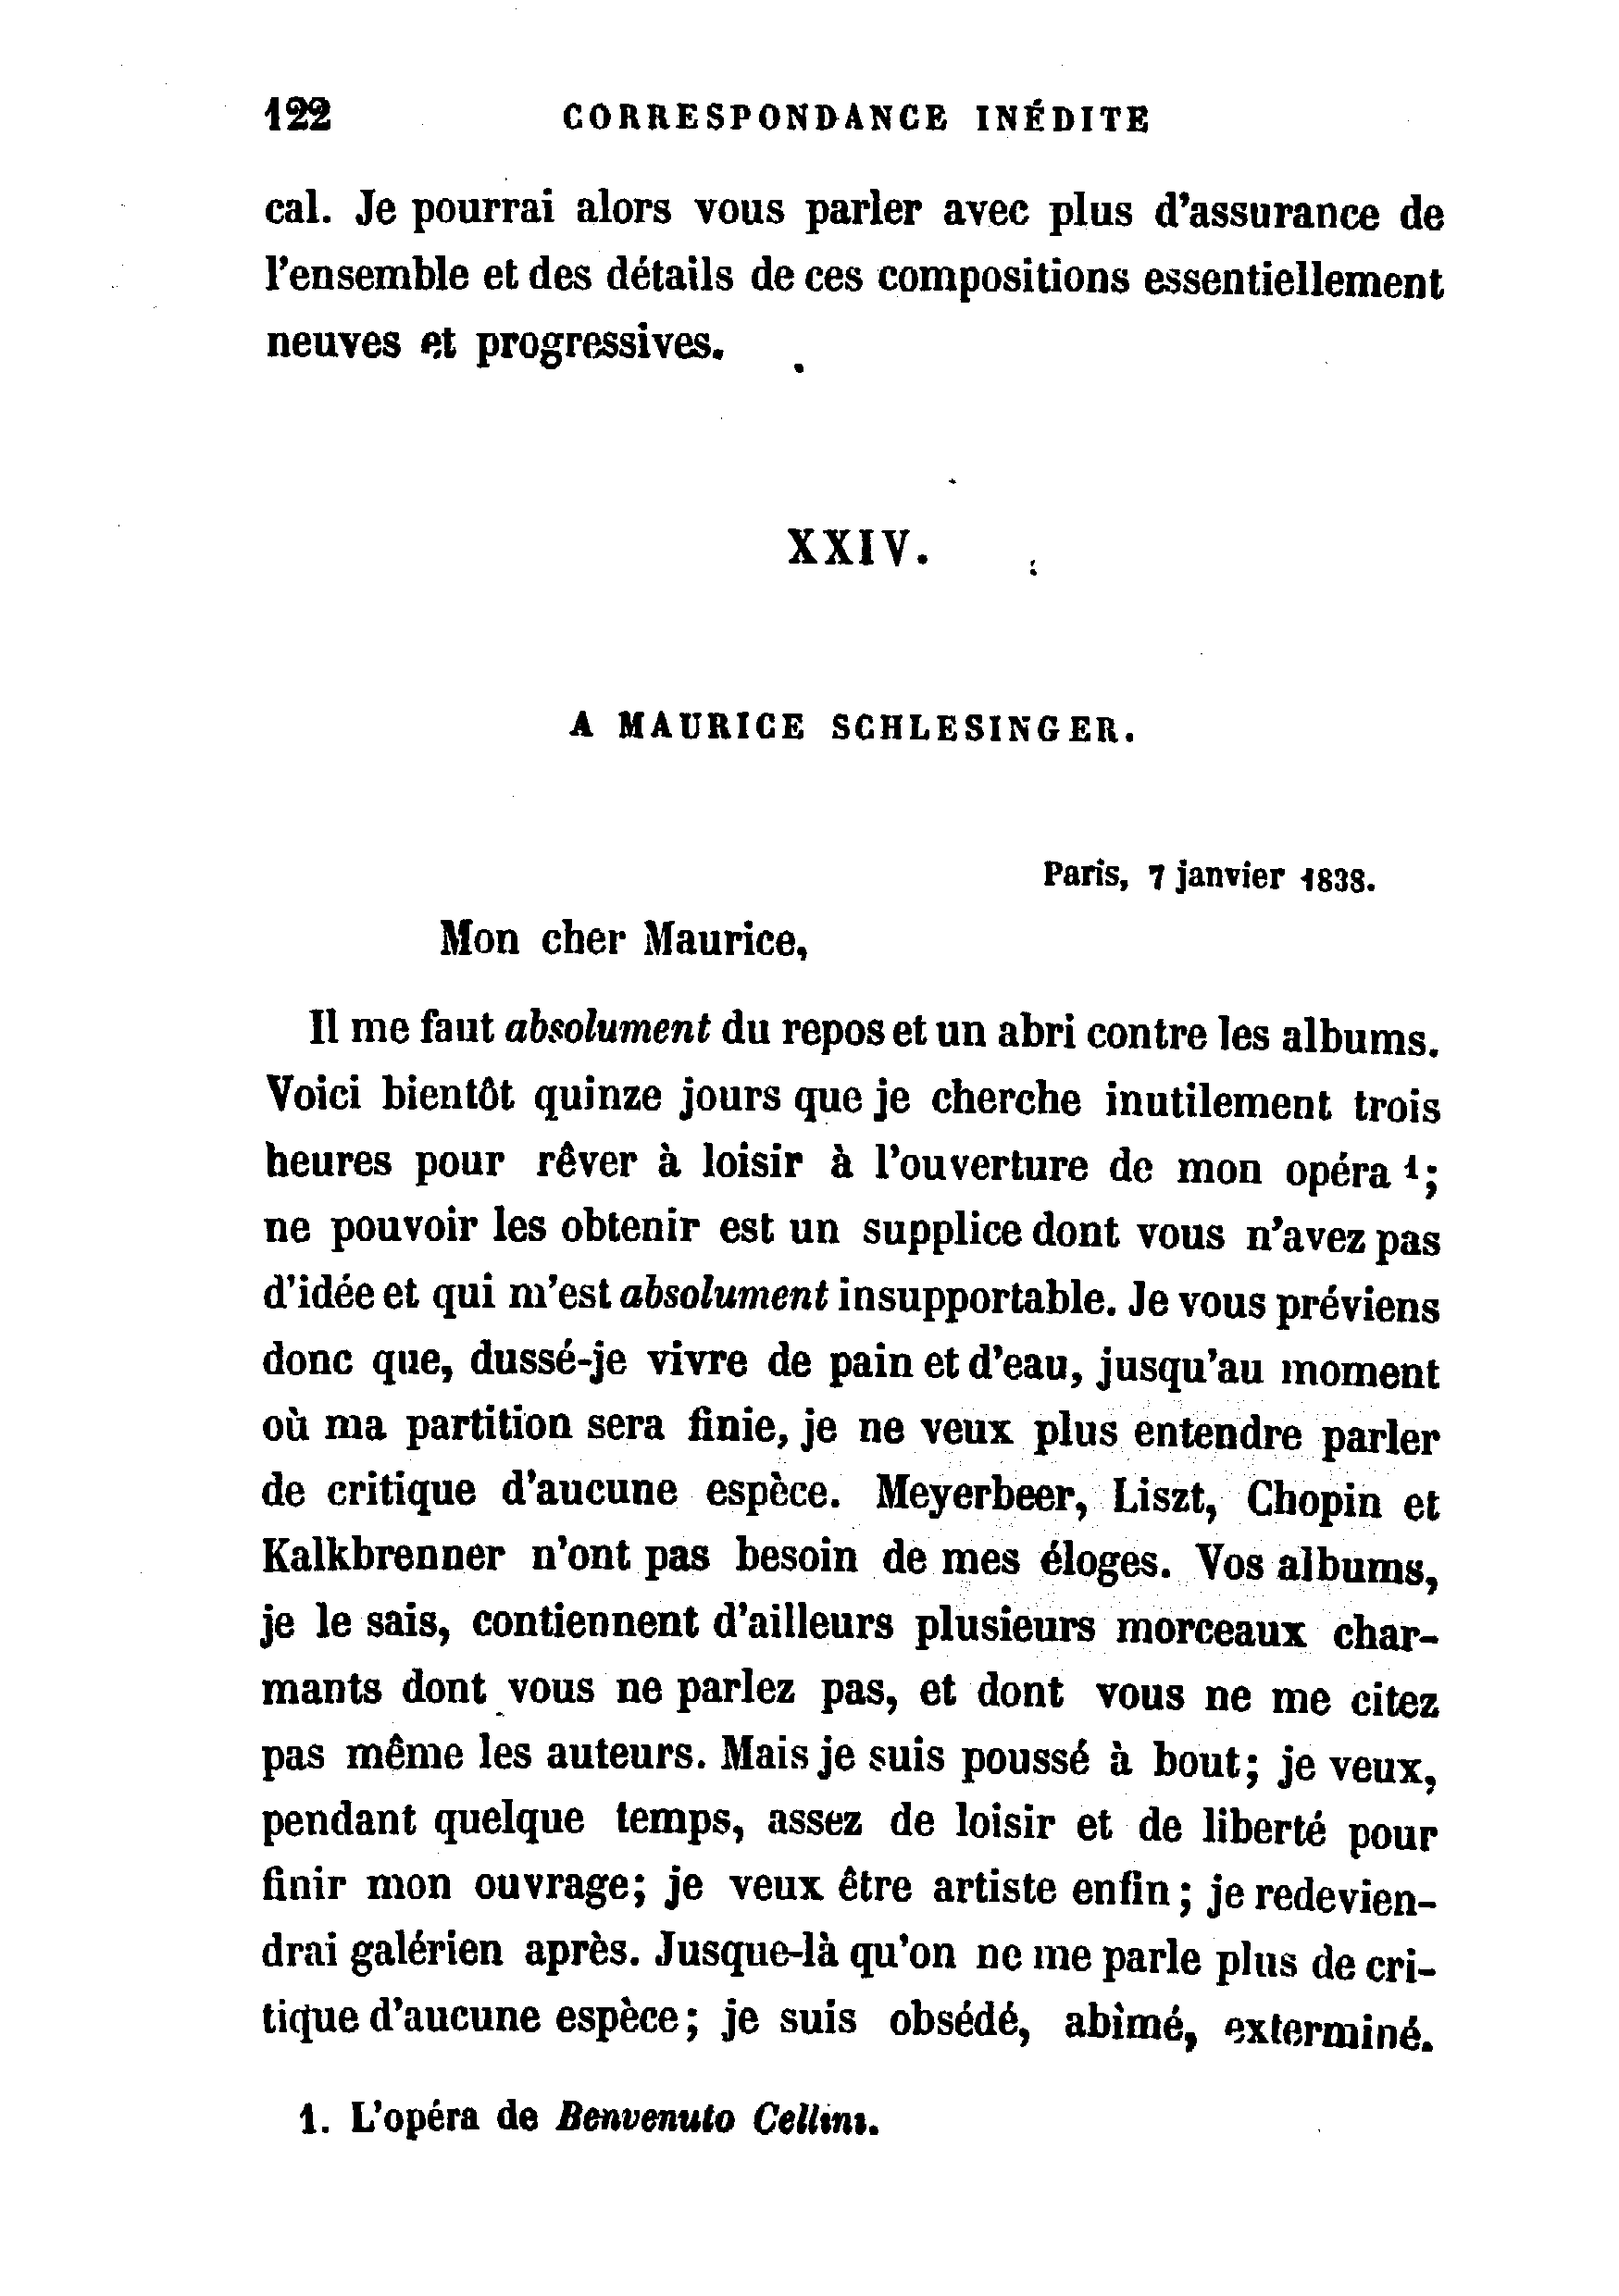 122 CORRESPONDANCE INÉDITE
cal. Je pourrai alors vous parler avec plus d'assurance de
l'ensemble et des détails de ces compositions essentiellement
neuves et progressives.
XXIV.
A MAURICE SCHLESINGER.
Paris, 7 janvier 1838.
Mon cher Maurice,
Il me faut absolument du repos et un abri contre les albums.
Voici bientôt quinze jours que je cherche inutilement trois
heures pour rêver à loisir à l'ouverture de mon opéra 1;
ne pouvoir les obtenir est un supplice dont vous n'avez pas
d'idée et qui m'est absolument insupportable. Je vous préviens
donc que, dussé-je vivre de pain et d'eau, jusqu'au moment
où ma partition sera finie, je ne veux plus entendre parler
de critique d'aucune espèce. Meyerbeer, Liszt, Chopin et
Kalkbrenner n'ont pas besoin de mes éloges. Vos albums,
je le sais, contiennent d'ailleurs plusieurs morceaux char-
mants dont vous ne parlez pas, et dont vous ne me citez
pas même les auteurs. Mais je suis poussé à bout; je veux,
pendant quelque temps, assez de loisir et de liberté pour
finir mon ouvrage; je veux être artiste enfin; je redevien-
drai galérien après. Jusque-là qu'on ne me parle plus de cri-
tique d'aucune espèce; je suis obsédé, abîmé, exterminé.
1. L'opéra de Benvenuto Cellini.